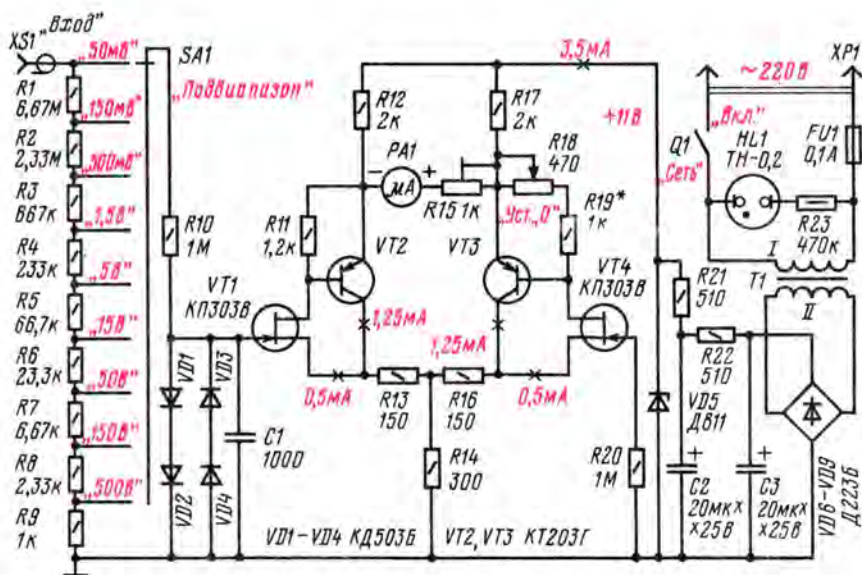 XS1 „Вход"
„50мВ"
SA1
„Поддиапазон"
R1
6,67М
„150мВ"
R2
2,33М
„500мВ"
R3
667к
„1,5В"
R4
233к
„5В"
R5
66,7к
„15В"
R6
23,3к
„50В"
R7
6,67к
„150В"
R8
2,33к
„500В"
R9
1к
R10
1М
R11
1,2к
R12
2к
R17
2к
3,5мА
+11В
PA1
− +
μА
R15 1к
R18
470
„Уст.„0"
R19*
1к
VT1
КП303В
VT2
VT3
VT4
КП303В
1,25мА
1,25мА
0,5мА
0,5мА
R13
150
R16
150
R14
300
R20
1М
VD1
VD2
VD3
VD4
C1
1000
VD1−VD4 КД503Б
VT2, VT3 КТ203Г
XP1
~220В
„Вкл."
Q1
„Сеть"
HL1
ТН-0,2
FU1
0,1А
R23
470к
I
T1
II
R21
510
R22
510
VD5
Д811
+
C2
20мк×
×25В
+
C3
20мк×
×25В
VD6−VD9
Д223Б